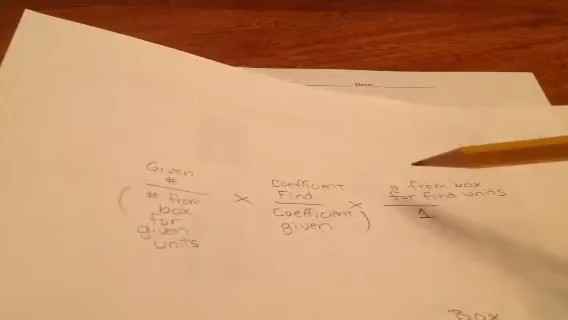 Date
Given
#
# from
box
for
given
units
×
Coefficient
Find
Coefficient
given
×
# from box
for find units
1
Box